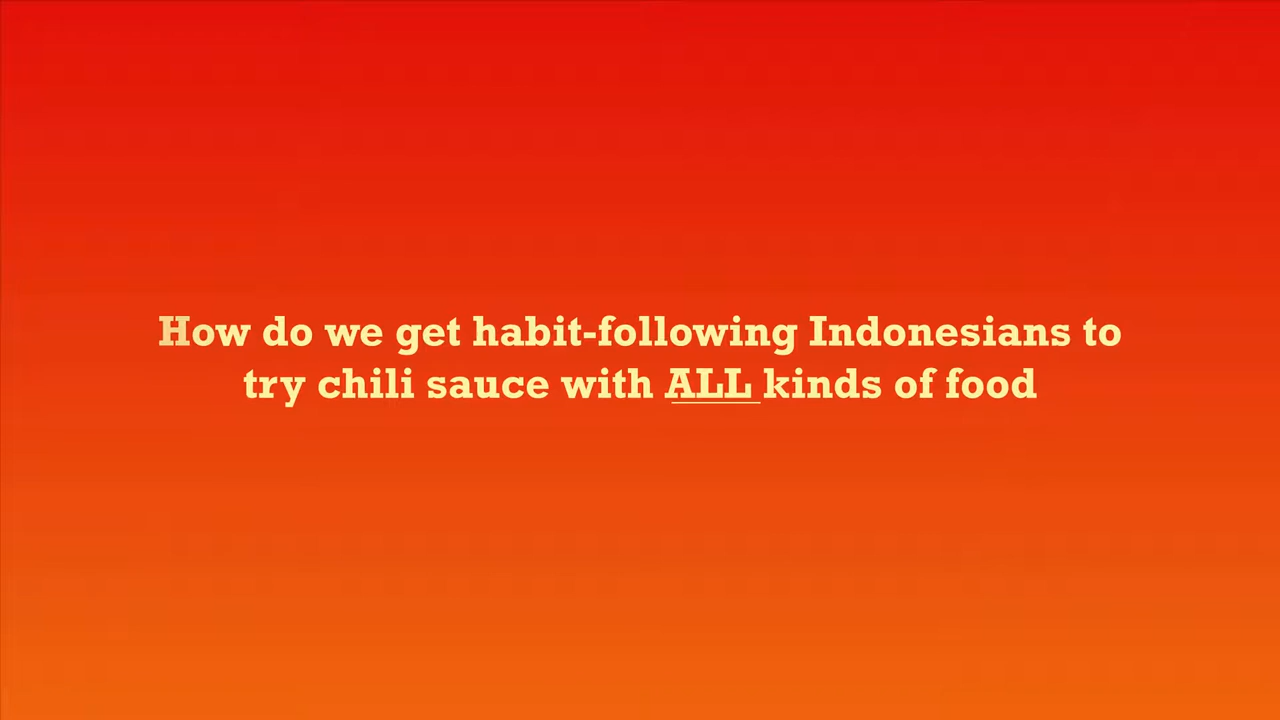 How do we get habit-following Indonesians to
try chili sauce with ALL kinds of food